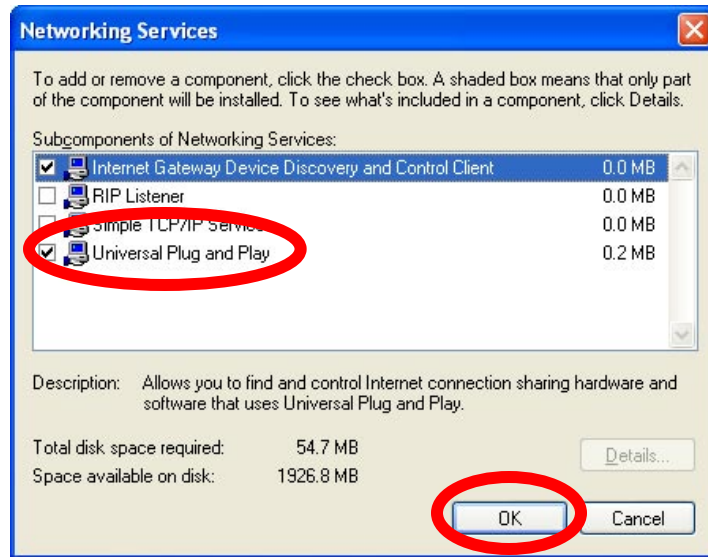 Networking Services
To add or remove a component, click the check box. A shaded box means that only part
of the component will be installed. To see what's included in a component, click Details.
Subcomponents of Networking Services:
Internet Gateway Device Discovery and Control Client 0.0 MB
RIP Listener 0.0 MB
Simple TCP/IP Services 0.0 MB
Universal Plug and Play 0.2 MB
Description: Allows you to find and control Internet connection sharing hardware and
software that uses Universal Plug and Play.
Total disk space required: 54.7 MB
Space available on disk: 1926.8 MB
Details...
OK Cancel